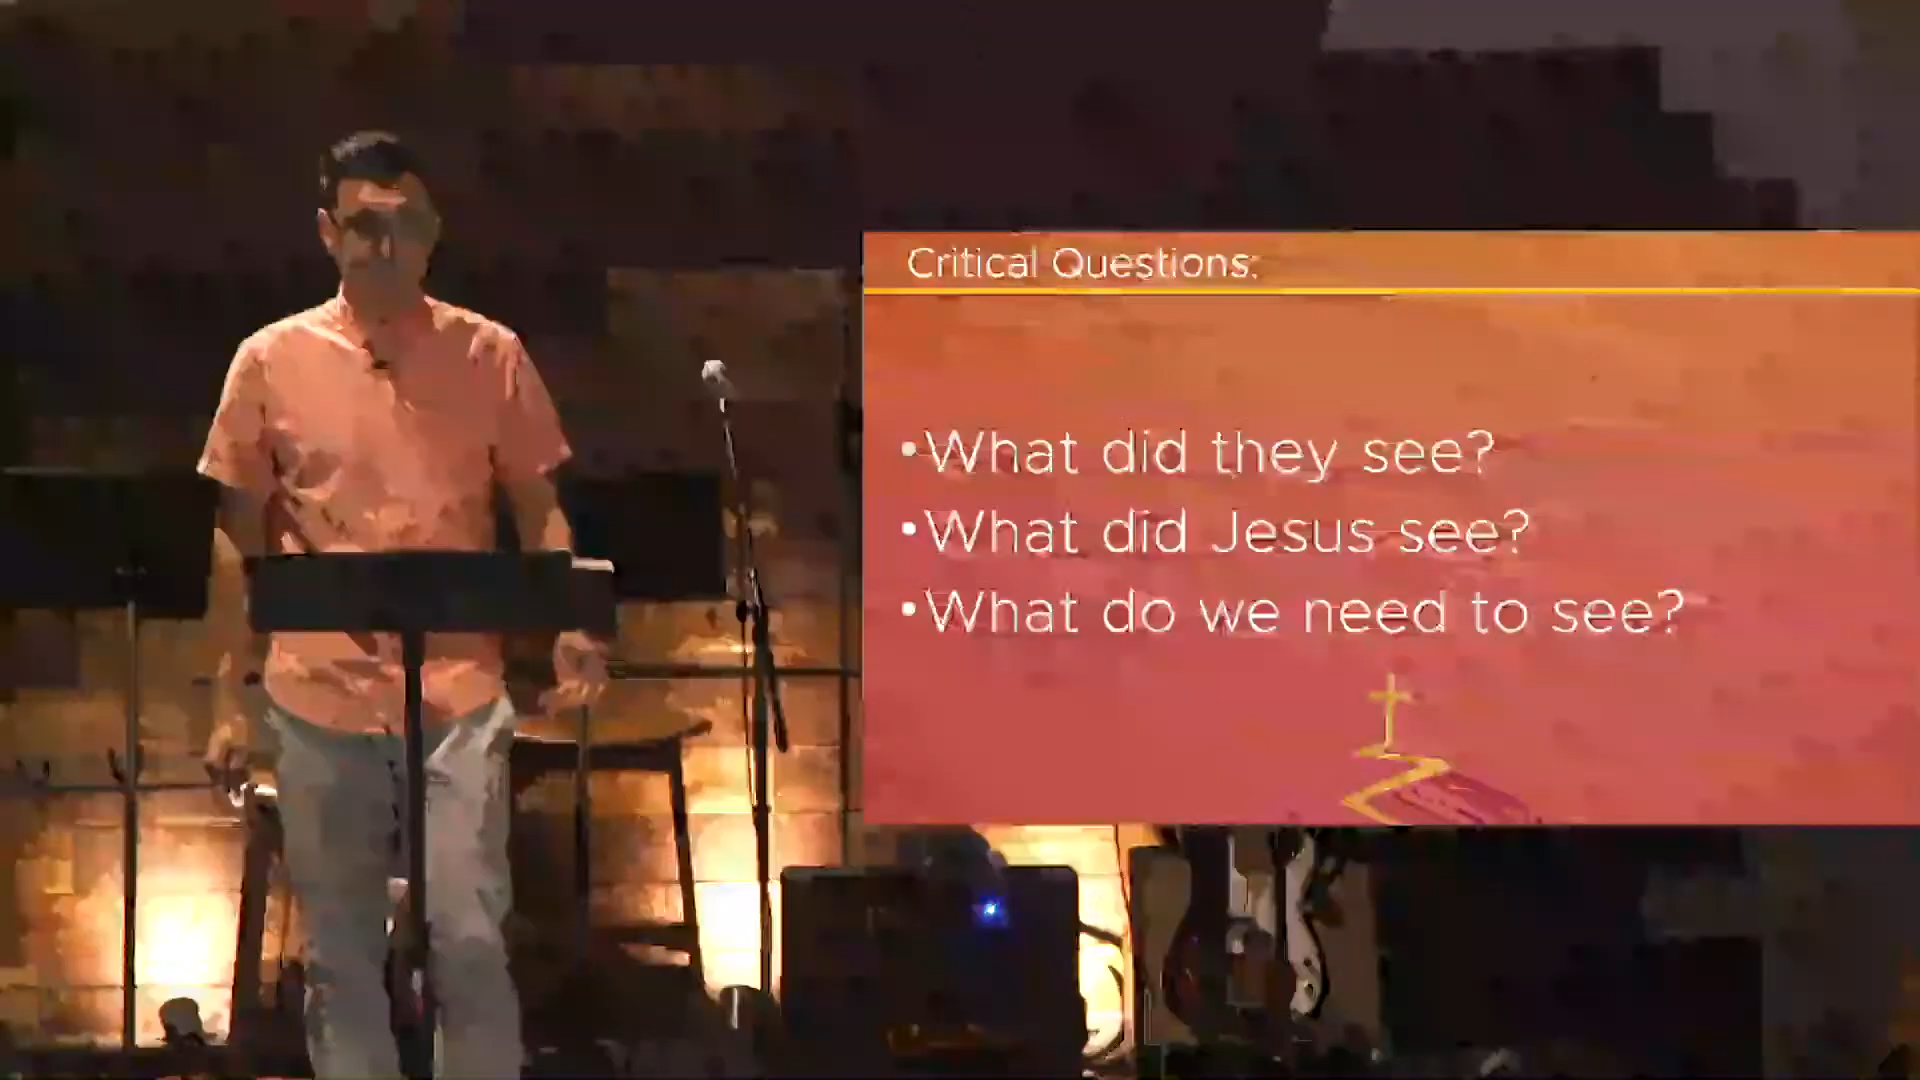 Critical Questions:
•What did they see?
•What did Jesus see?
•What do we need to see?